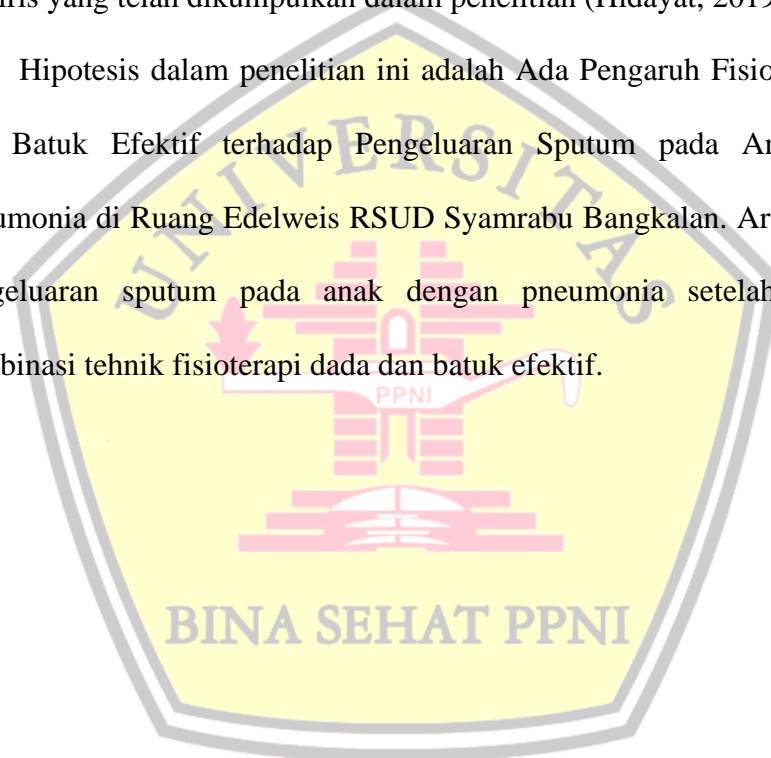 iris yang telah dikumpulkan dalam penelitian (Hidayat, 2019
Hipotesis dalam penelitian ini adalah Ada Pengaruh Fisio
Batuk Efektif terhadap Pengeluaran Sputum pada An
umonia di Ruang Edelweis RSUD Syamrabu Bangkalan. Ar
geluaran sputum pada anak dengan pneumonia setelah
binasi tehnik fisioterapi dada dan batuk efektif.
UNIVERSITAS
PPNI
BINA SEHAT PPNI